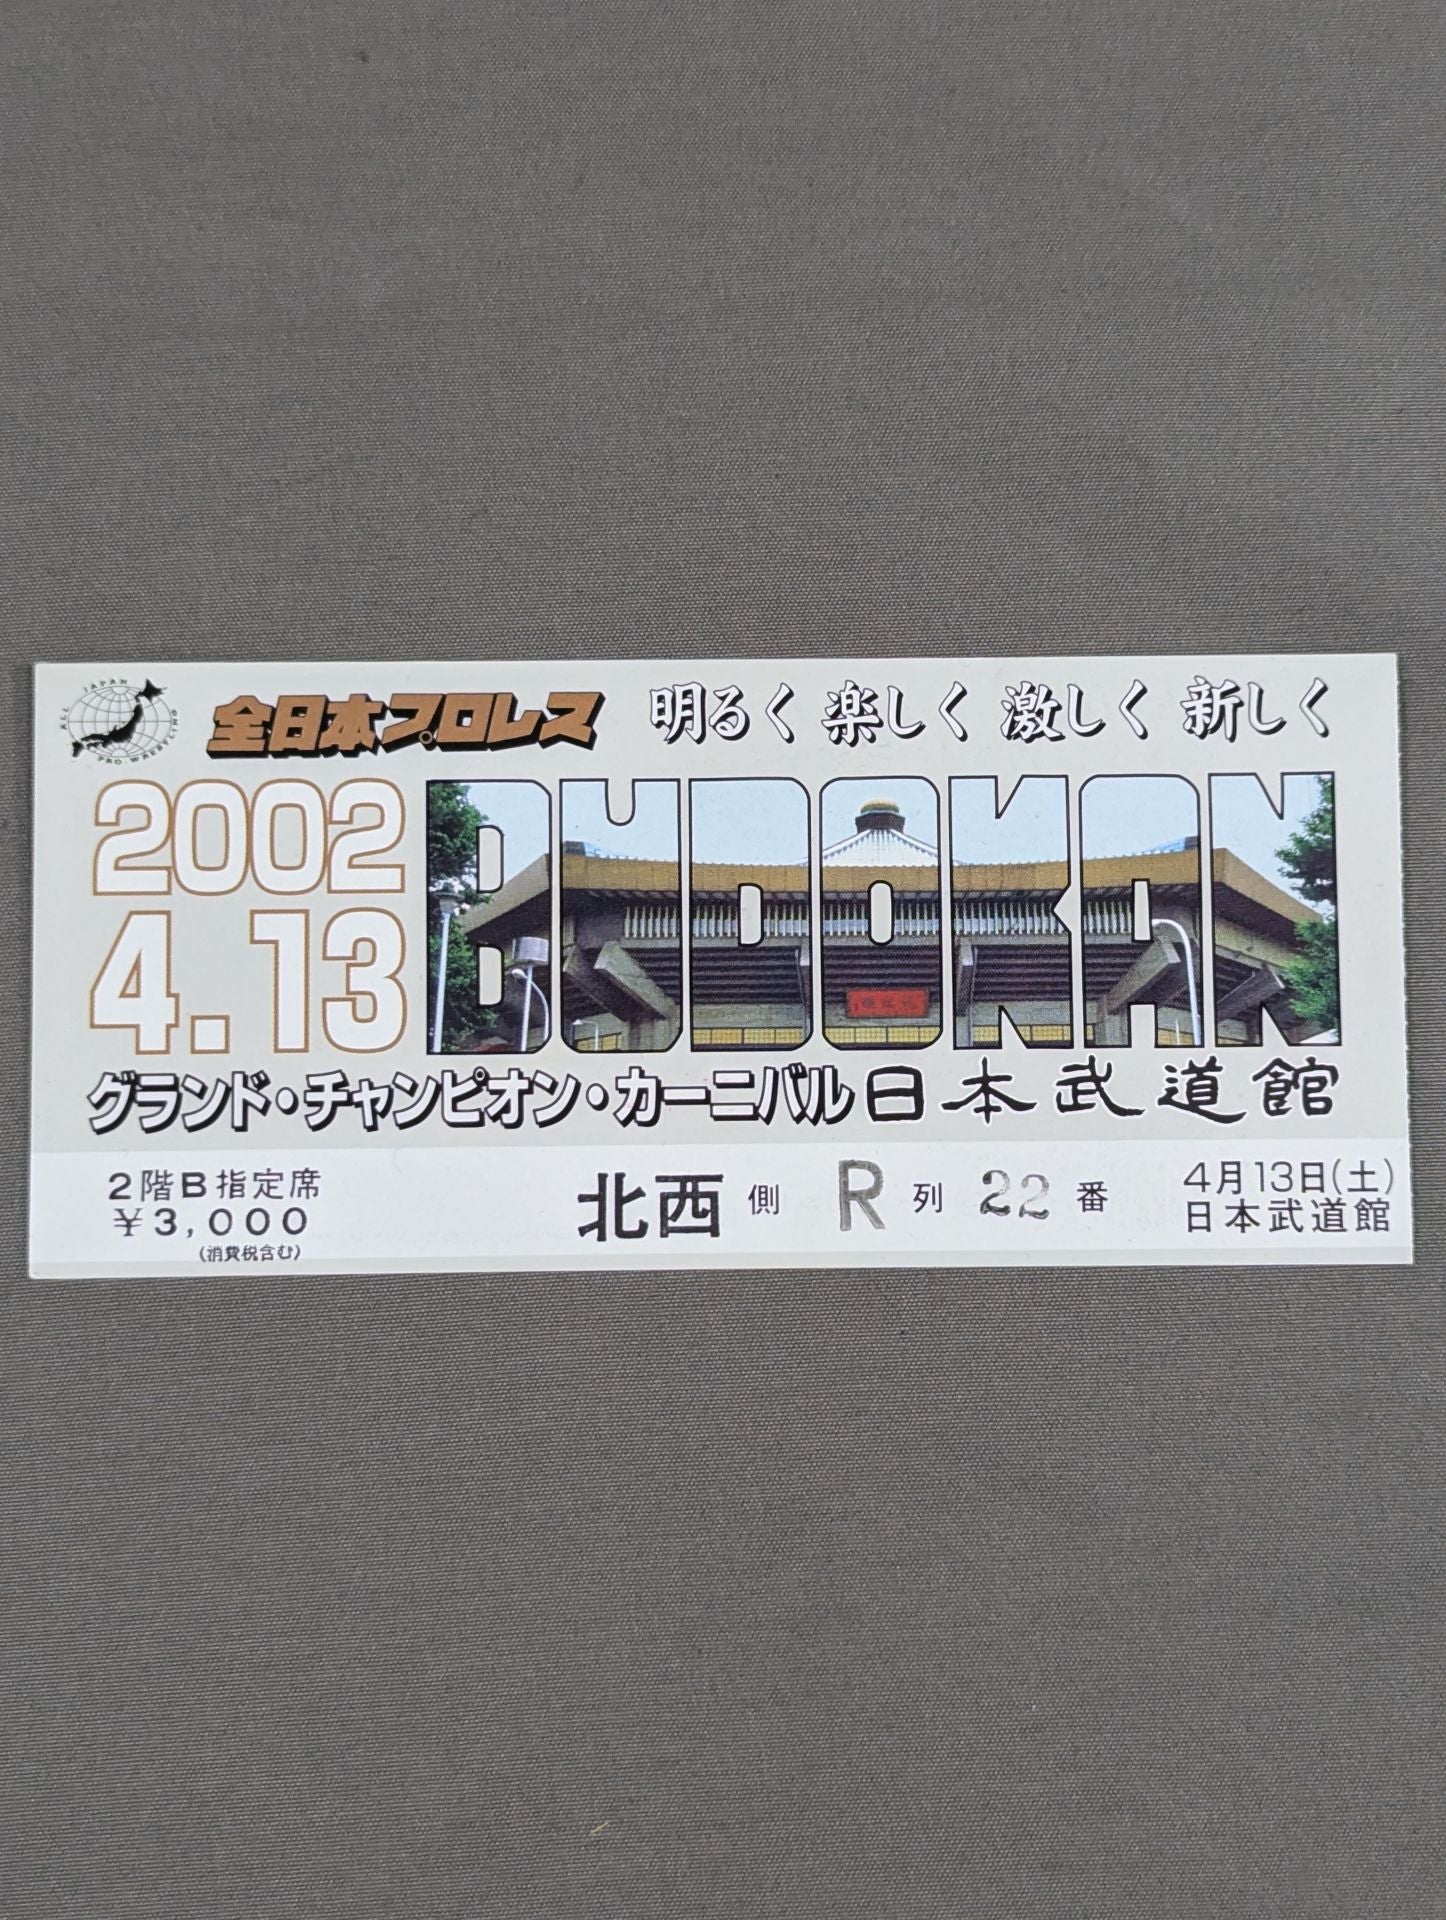 ALL JAPAN PRO-WRESTLING
全日本プロレス 明るく 楽しく 激しく 新しく
2002
4.13
BUDOKAN
グランド・チャンピオン・カーニバル 日本武道館
2階B指定席
¥3,000
(消費税含む)
北西 側 R 列 22 番
4月13日(土)
日本武道館